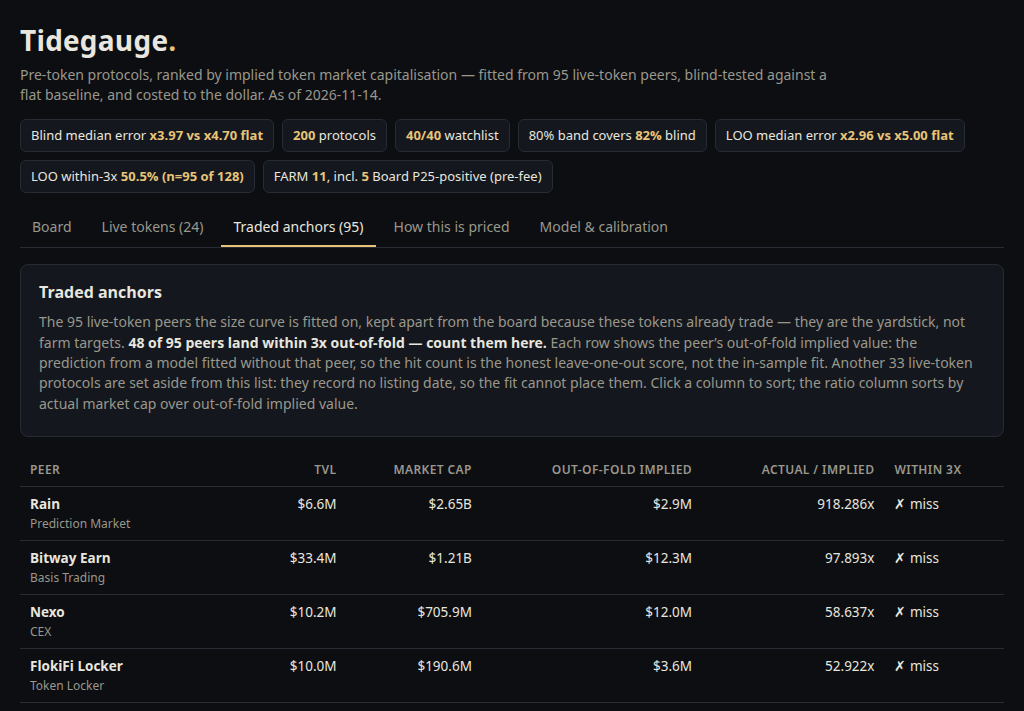 Tidegauge.
Pre-token protocols, ranked by implied token market capitalisation — fitted from 95 live-token peers, blind-tested against a
flat baseline, and costed to the dollar. As of 2026-11-14.
Blind median error x3.97 vs x4.70 flat
200 protocols
40/40 watchlist
80% band covers 82% blind
LOO median error x2.96 vs x5.00 flat
LOO within-3x 50.5% (n=95 of 128)
FARM 11, incl. 5 Board P25-positive (pre-fee)
Board
Live tokens (24)
Traded anchors (95)
How this is priced
Model & calibration
Traded anchors
The 95 live-token peers the size curve is fitted on, kept apart from the board because these tokens already trade — they are the yardstick, not
farm targets. 48 of 95 peers land within 3x out-of-fold — count them here. Each row shows the peer's out-of-fold implied value: the
prediction from a model fitted without that peer, so the hit count is the honest leave-one-out score, not the in-sample fit. Another 33 live-token
protocols are set aside from this list: they record no listing date, so the fit cannot place them. Click a column to sort; the ratio column sorts by
actual market cap over out-of-fold implied value.
PEER TVL MARKET CAP OUT-OF-FOLD IMPLIED ACTUAL / IMPLIED WITHIN 3X
Rain $6.6M $2.65B $2.9M 918.286x ✗ miss
Prediction Market
Bitway Earn $33.4M $1.21B $12.3M 97.893x ✗ miss
Basis Trading
Nexo $10.2M $705.9M $12.0M 58.637x ✗ miss
CEX
FlokiFi Locker $10.0M $190.6M $3.6M 52.922x ✗ miss
Token Locker